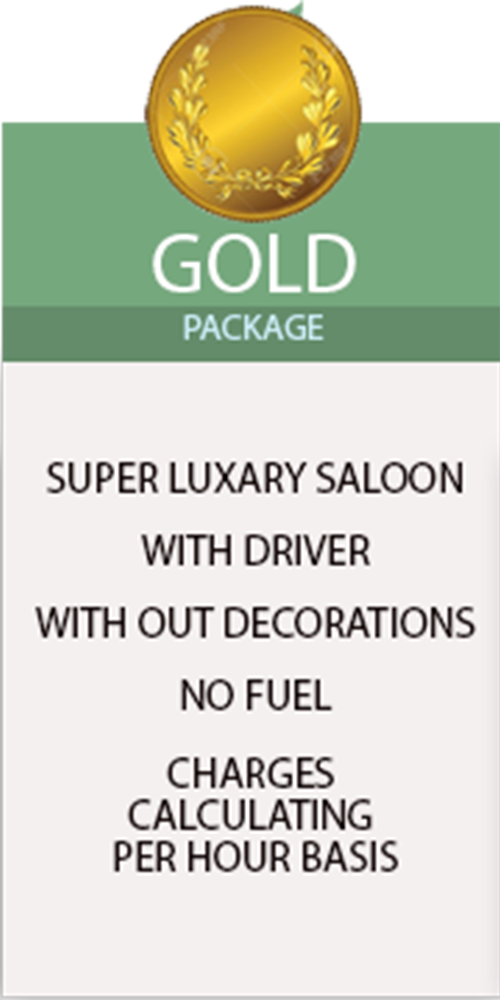 GOLD
PACKAGE
SUPER LUXARY SALOON
WITH DRIVER
WITH OUT DECORATIONS
NO FUEL
CHARGES
CALCULATING
PER HOUR BASIS